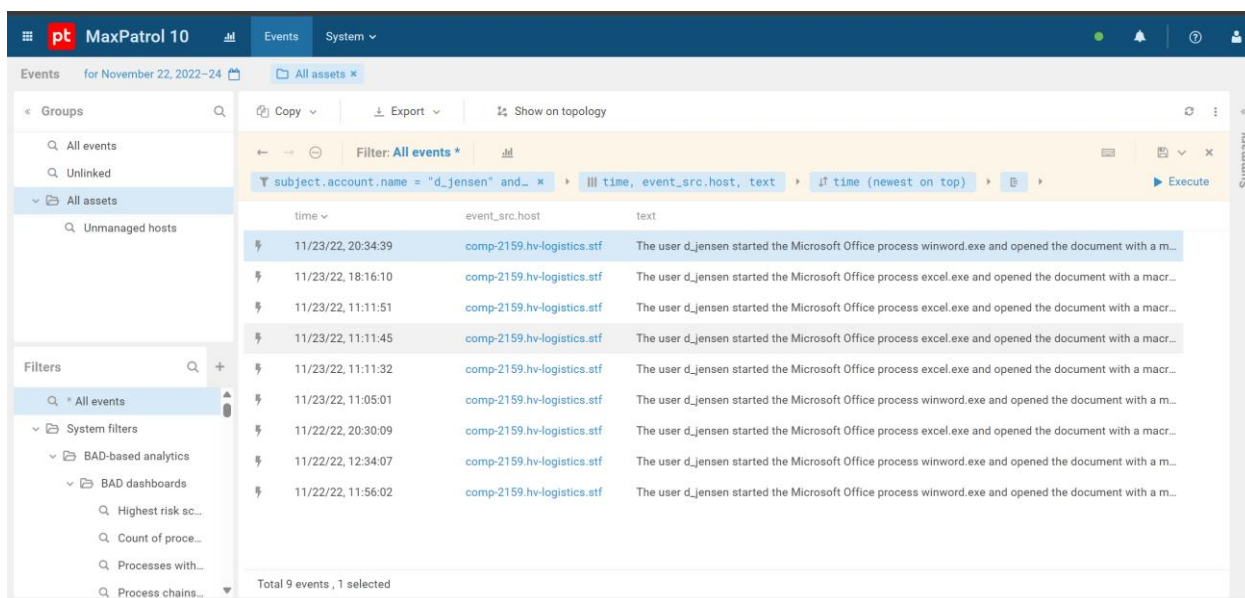 pt MaxPatrol 10 Events System
Events for November 22, 2022–24 All assets ×
« Groups
All events
Unlinked
All assets
Unmanaged hosts
Filters
* All events
System filters
BAD-based analytics
BAD dashboards
Highest risk sc…
Count of proce…
Processes with…
Process chains…
Copy Export Show on topology
Filter: All events *
subject.account.name = "d_jensen" and… × time, event_src.host, text time (newest on top) Execute
time event_src.host text
11/23/22, 20:34:39 comp-2159.hv-logistics.stf The user d_jensen started the Microsoft Office process winword.exe and opened the document with a m…
11/23/22, 18:16:10 comp-2159.hv-logistics.stf The user d_jensen started the Microsoft Office process excel.exe and opened the document with a macr…
11/23/22, 11:11:51 comp-2159.hv-logistics.stf The user d_jensen started the Microsoft Office process excel.exe and opened the document with a macr…
11/23/22, 11:11:45 comp-2159.hv-logistics.stf The user d_jensen started the Microsoft Office process excel.exe and opened the document with a macr…
11/23/22, 11:11:32 comp-2159.hv-logistics.stf The user d_jensen started the Microsoft Office process excel.exe and opened the document with a macr…
11/23/22, 11:05:01 comp-2159.hv-logistics.stf The user d_jensen started the Microsoft Office process winword.exe and opened the document with a m…
11/22/22, 20:30:09 comp-2159.hv-logistics.stf The user d_jensen started the Microsoft Office process excel.exe and opened the document with a macr…
11/22/22, 12:34:07 comp-2159.hv-logistics.stf The user d_jensen started the Microsoft Office process winword.exe and opened the document with a m…
11/22/22, 11:56:02 comp-2159.hv-logistics.stf The user d_jensen started the Microsoft Office process winword.exe and opened the document with a m…
Total 9 events , 1 selected
Summary